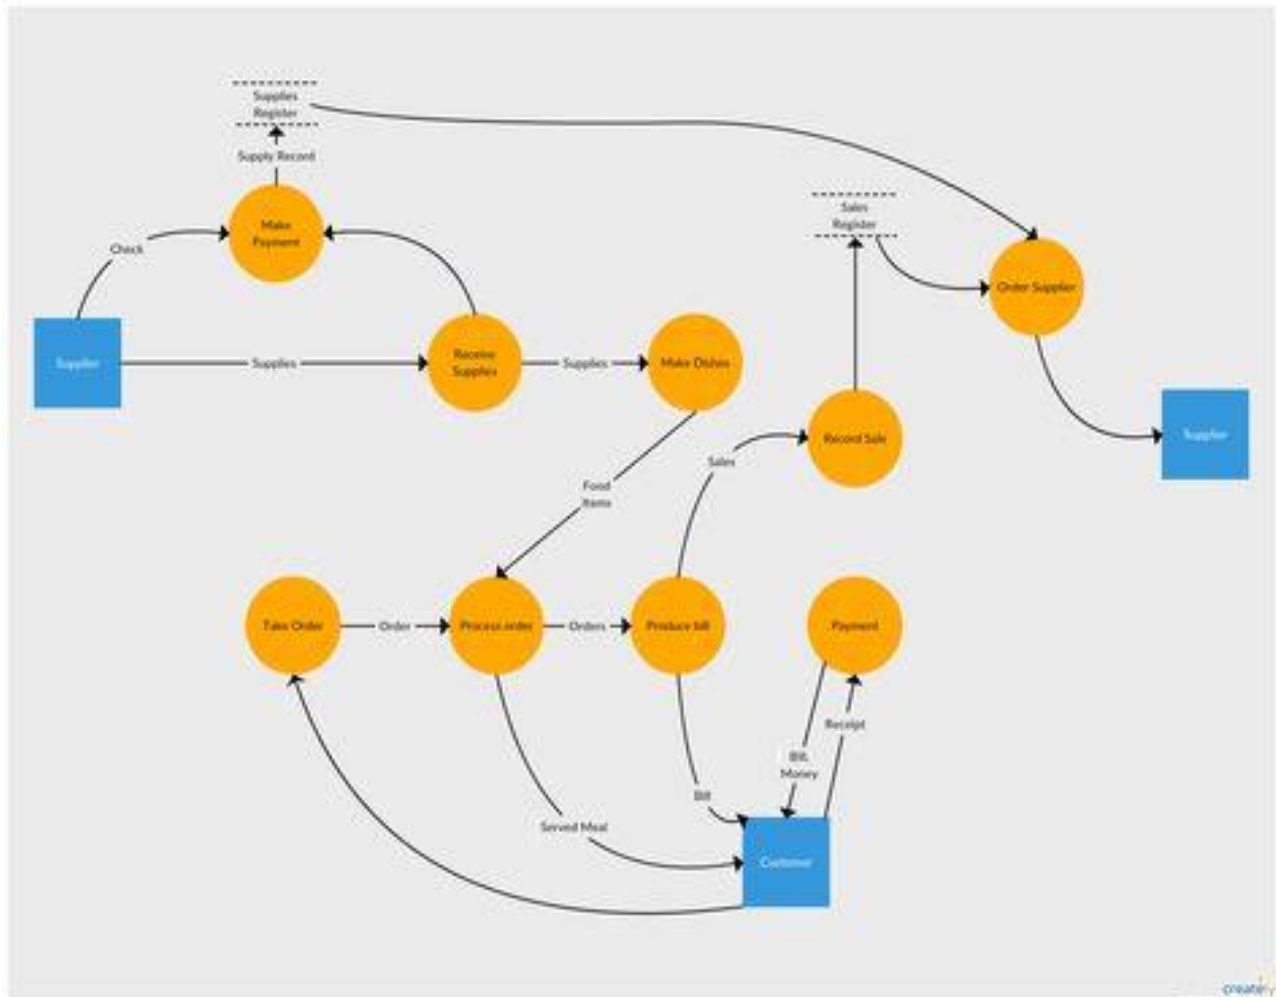 Supplies
Register
Supply Record
Make
Payment
Check
Sales
Register
Order Supplier
Supplier
Supplies
Receive
Supplies
Supplies
Make Dishes
Record Sale
Supplier
Sales
Food
Items
Take Order
Order
Process order
Orders
Produce bill
Payment
Receipt
Bill,
Money
Bill
Served Meal
Customer
creately